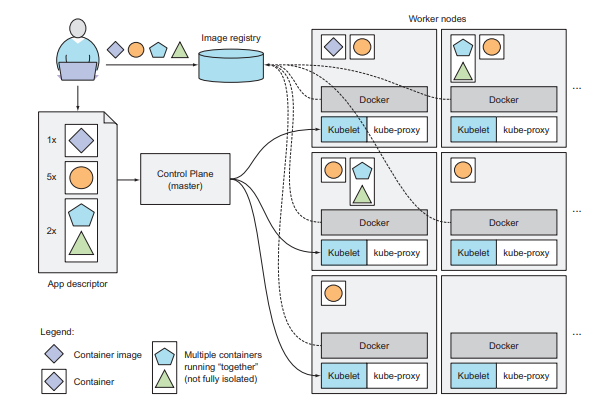 Worker nodes
Image registry
Docker
Kubelet kube-proxy
Docker
Kubelet kube-proxy
...
1x
5x
2x
App descriptor
Control Plane
(master)
Docker
Kubelet kube-proxy
Docker
Kubelet kube-proxy
...
Docker
Kubelet kube-proxy
Docker
Kubelet kube-proxy
...
Legend:
Container image
Container
Multiple containers
running “together”
(not fully isolated)